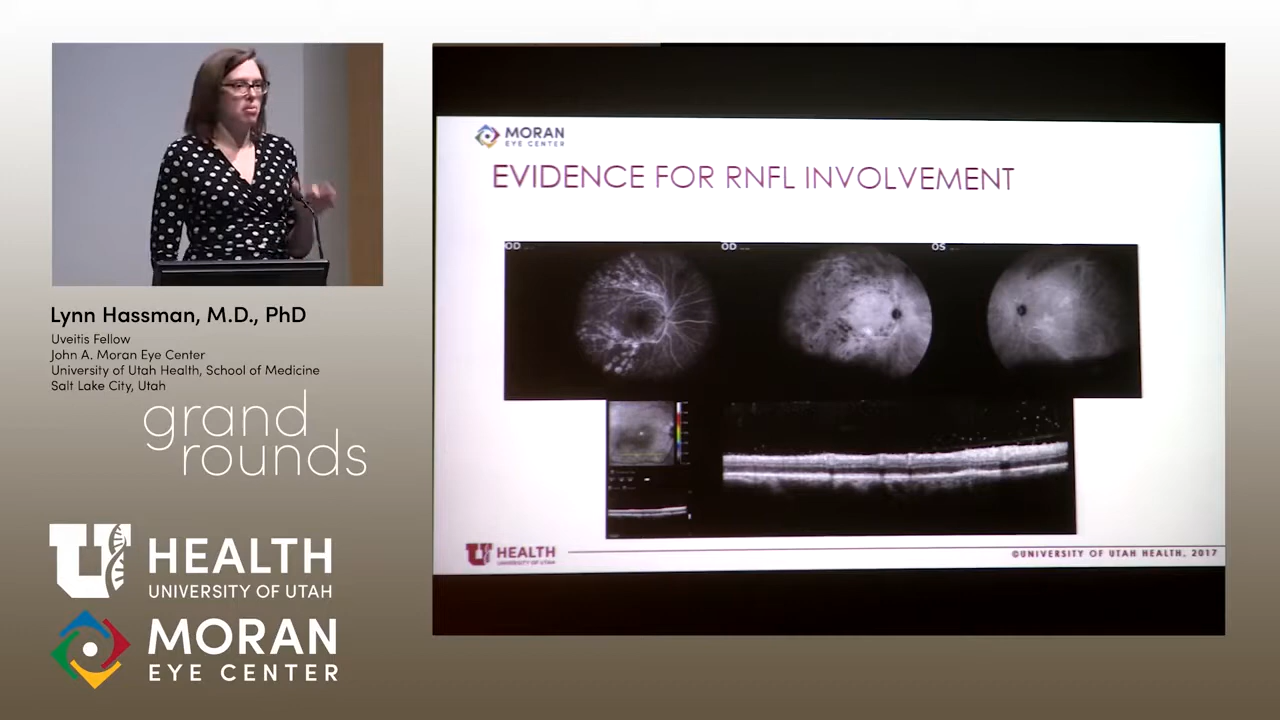 Lynn Hassman, M.D., PhD
Uveitis Fellow
John A. Moran Eye Center
University of Utah Health, School of Medicine
Salt Lake City, Utah
grand
rounds
U HEALTH
UNIVERSITY OF UTAH
MORAN
EYE CENTER
MORAN
EYE CENTER
EVIDENCE FOR RNFL INVOLVEMENT
OD
OD
OS
U HEALTH
UNIVERSITY OF UTAH
©UNIVERSITY OF UTAH HEALTH, 2017